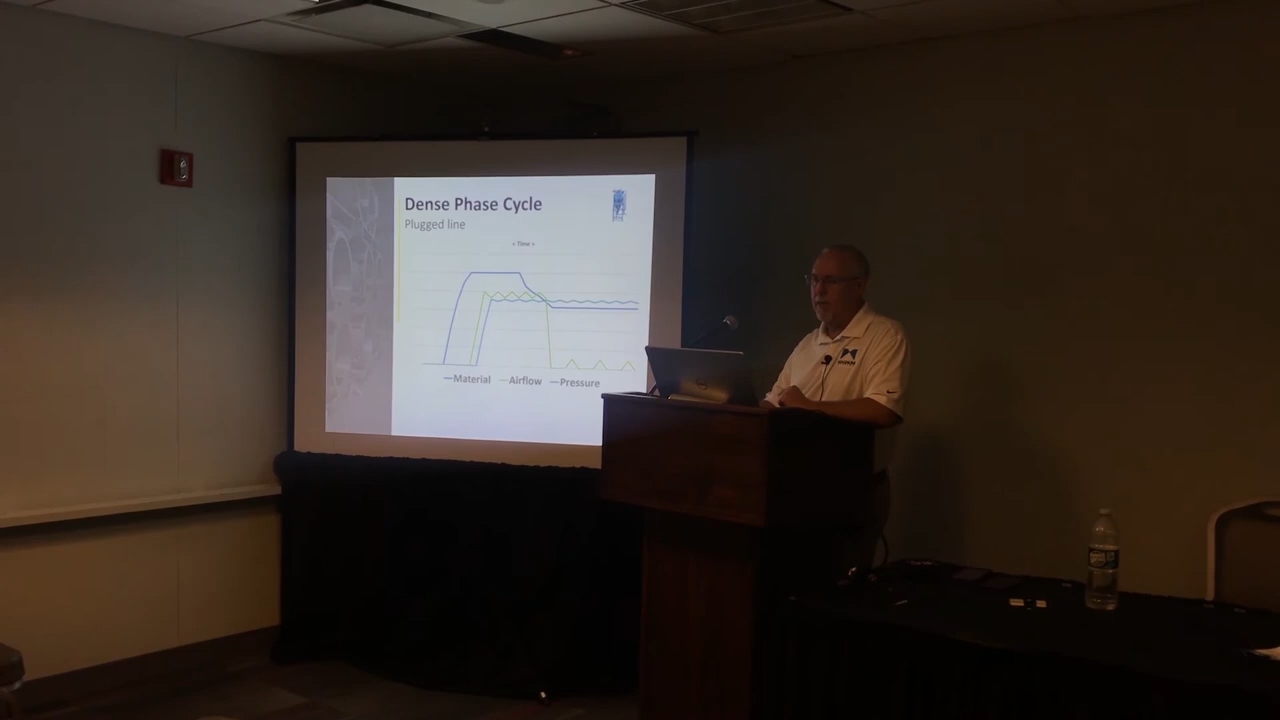 Dense Phase Cycle
Plugged line
< Time >
Material Airflow Pressure